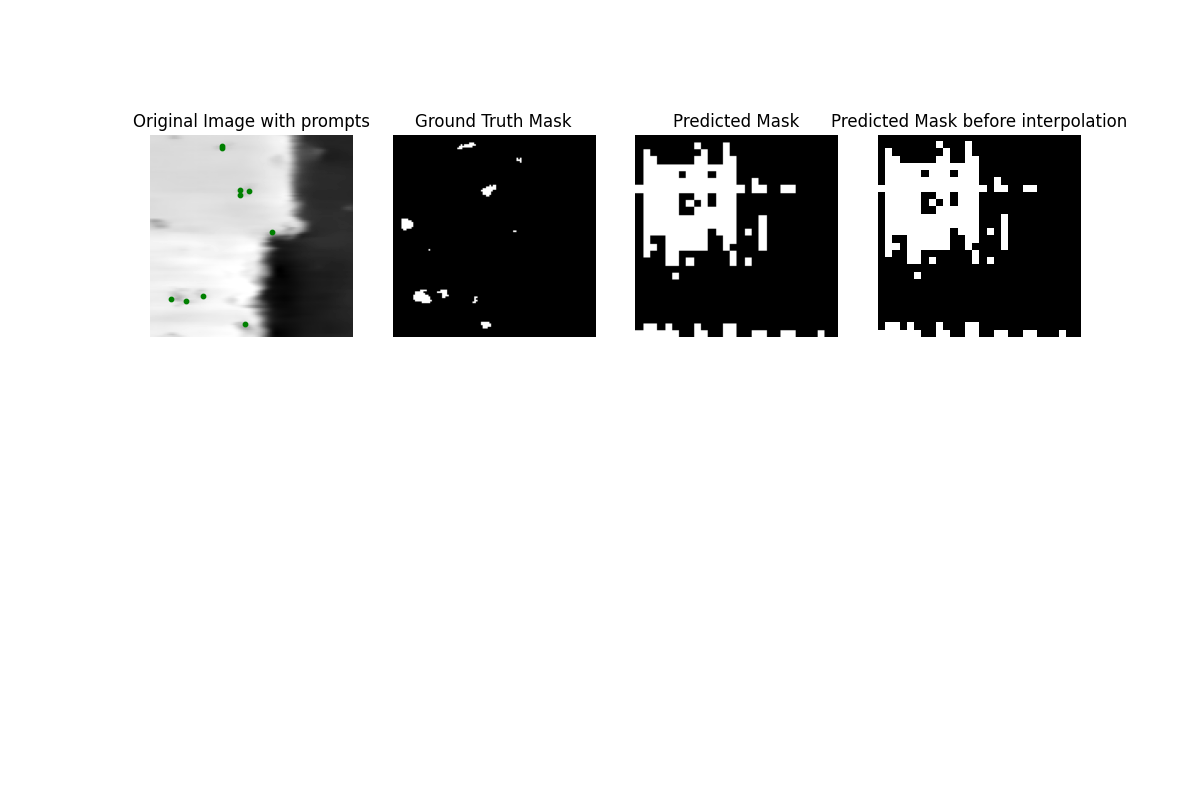 Original Image with prompts
Ground Truth Mask
Predicted Mask
Predicted Mask before interpolation